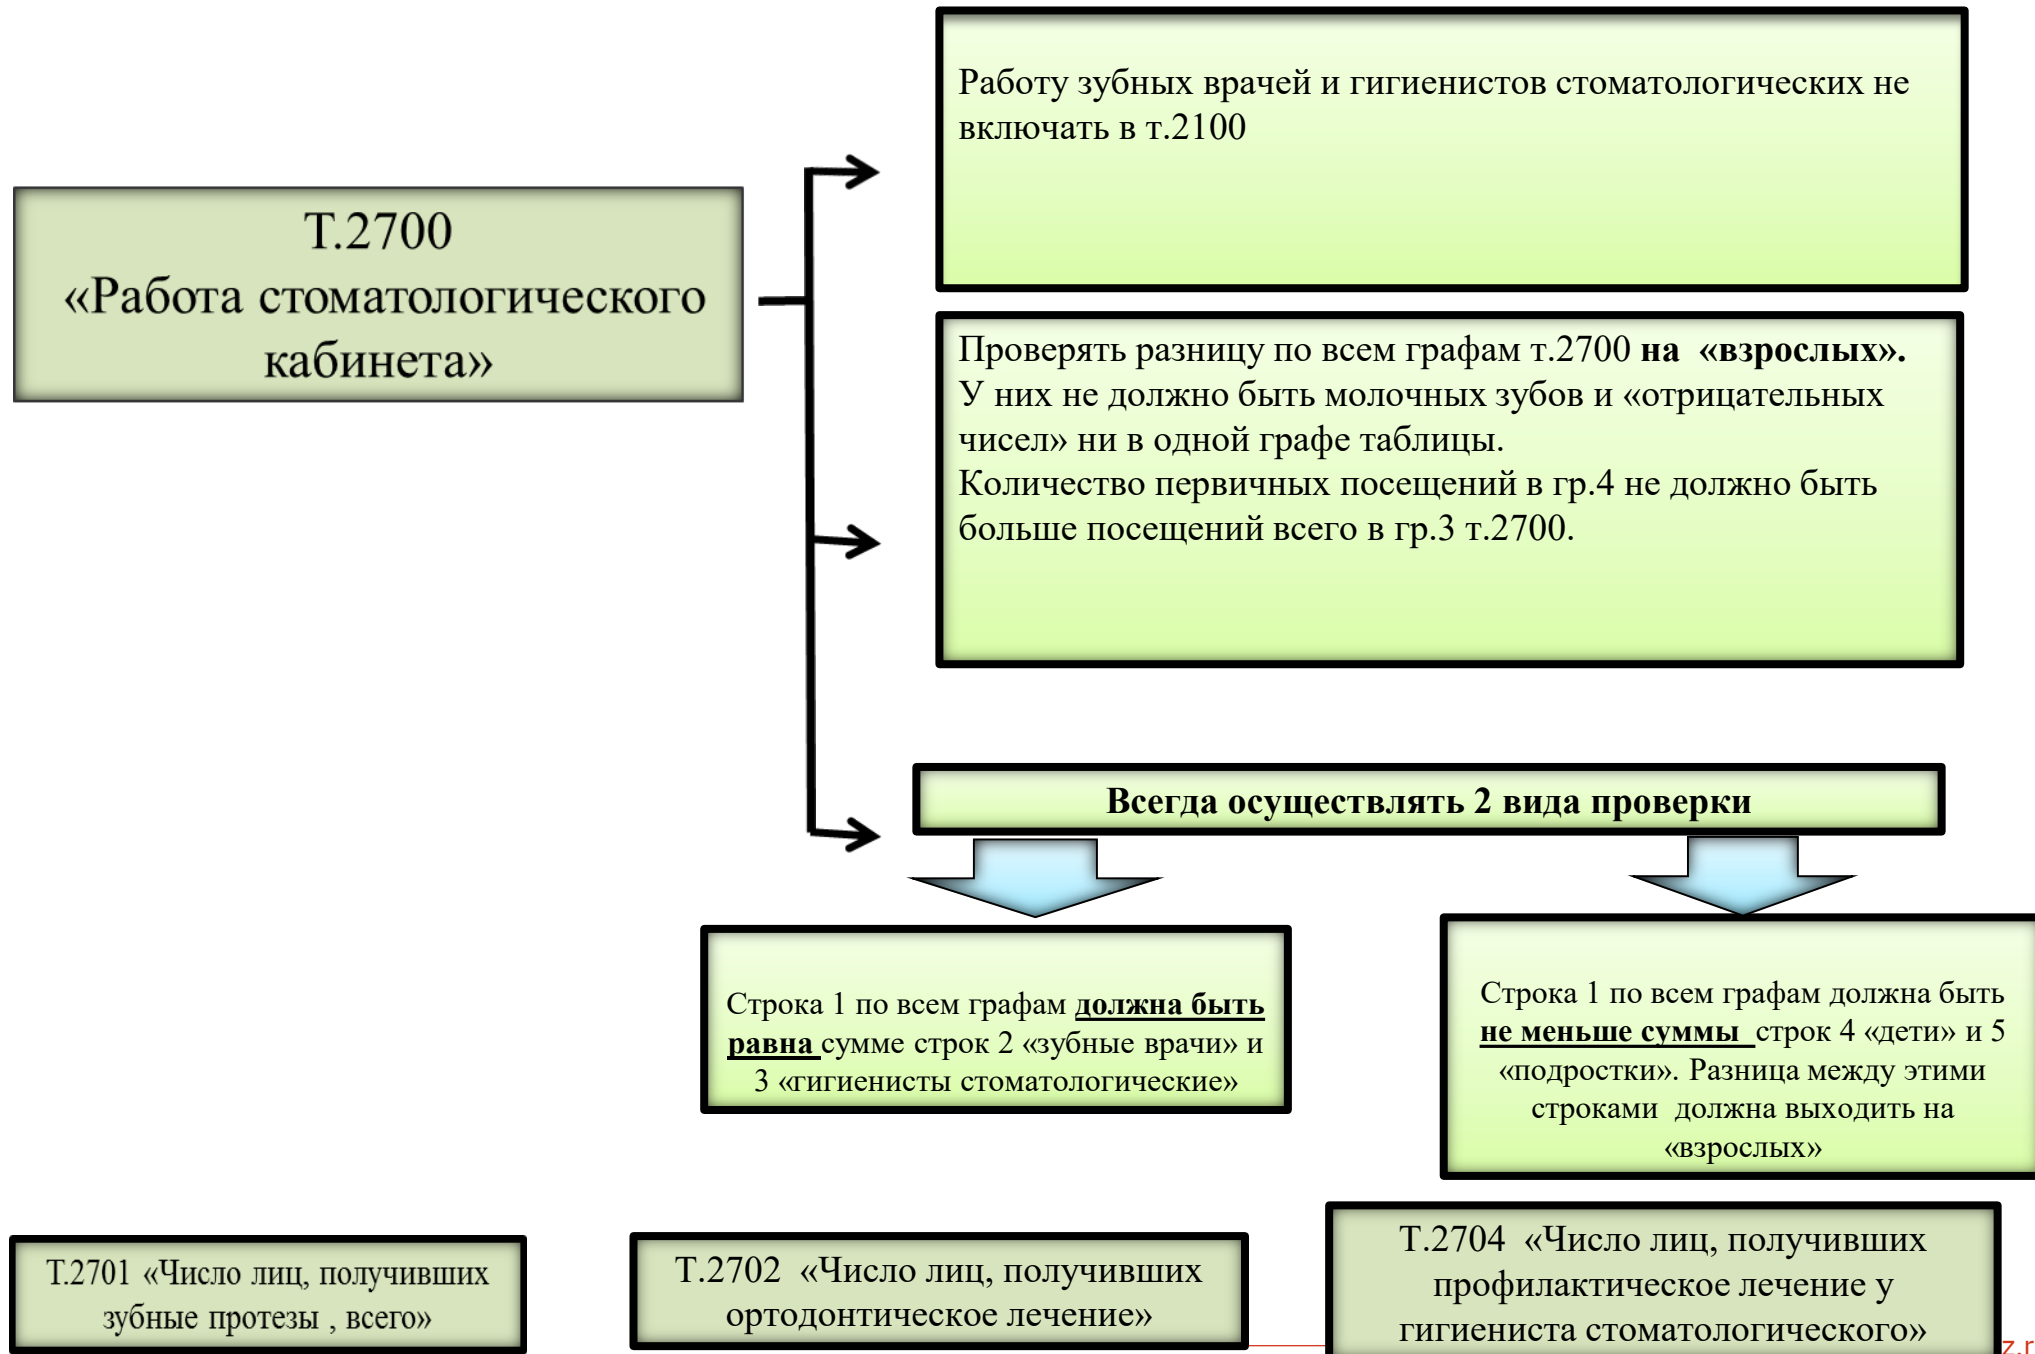 Работу зубных врачей и гигиенистов стоматологических не
включать в т.2100
Т.2700
«Работа стоматологического
кабинета»
Проверять разницу по всем графам т.2700 на «взрослых».
У них не должно быть молочных зубов и «отрицательных
чисел» ни в одной графе таблицы.
Количество первичных посещений в гр.4 не должно быть
больше посещений всего в гр.3 т.2700.
Всегда осуществлять 2 вида проверки
Строка 1 по всем графам должна быть
равна сумме строк 2 «зубные врачи» и
3 «гигиенисты стоматологические»
Строка 1 по всем графам должна быть
не меньше суммы строк 4 «дети» и 5
«подростки». Разница между этими
строками должна выходить на
«взрослых»
Т.2701 «Число лиц, получивших
зубные протезы , всего»
Т.2702 «Число лиц, получивших
ортодонтическое лечение»
Т.2704 «Число лиц, получивших
профилактическое лечение у
гигиениста стоматологического»